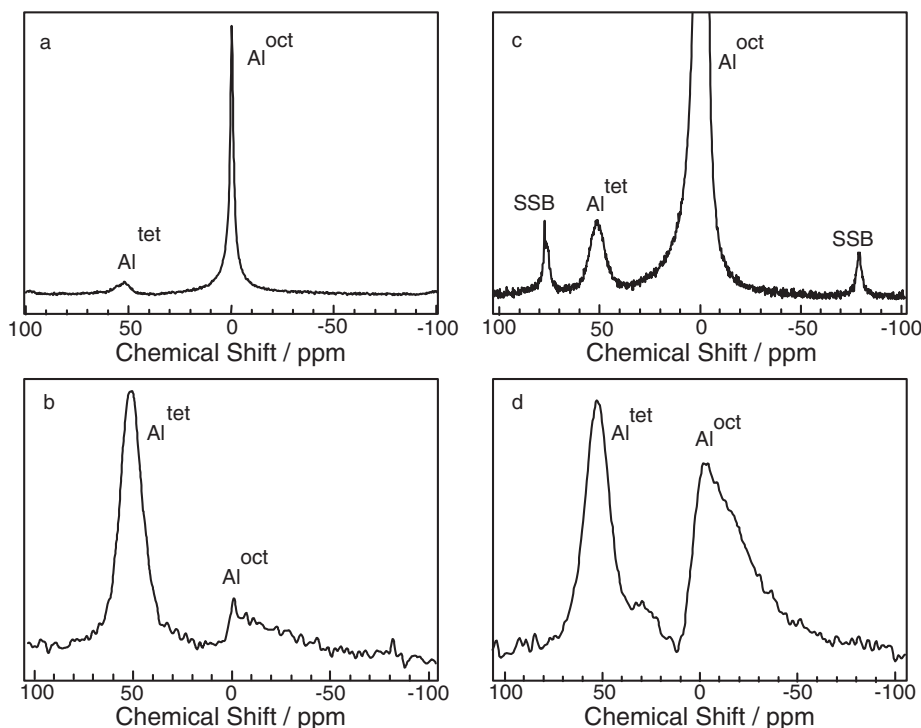 a
Al^oct
Al^tet
100 50 0 -50 -100
Chemical Shift / ppm
c
Al^oct
SSB
Al^tet
SSB
100 50 0 -50 -100
Chemical Shift / ppm
b
Al^tet
Al^oct
100 50 0 -50 -100
Chemical Shift / ppm
d
Al^tet
Al^oct
100 50 0 -50 -100
Chemical Shift / ppm